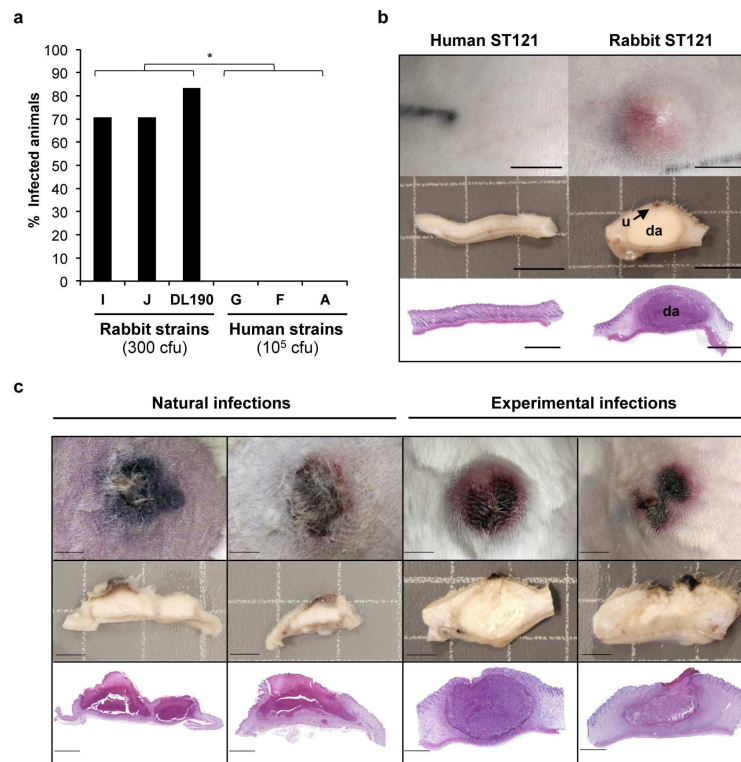 a
100
90
80
70
60
50
40
30
20
10
0
% Infected animals
*
I J DL190 G F A
Rabbit strains Human strains
(300 cfu) (10⁵ cfu)
b
Human ST121 Rabbit ST121
u
da
da
c
Natural infections Experimental infections